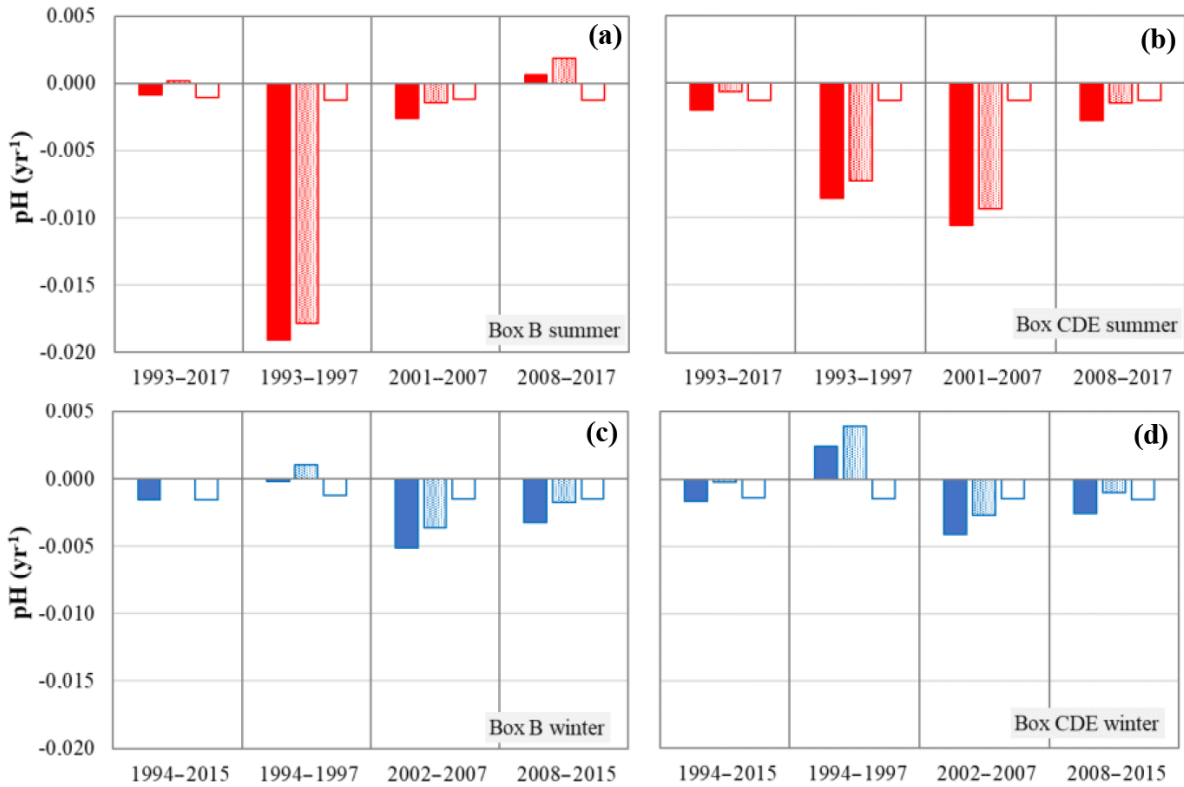 (a)
(b)
0.005
0.000
-0.005
-0.010
-0.015
-0.020
pH (yr-1)
Box B summer
Box CDE summer
1993–2017 1993–1997 2001–2007 2008–2017
1993–2017 1993–1997 2001–2007 2008–2017
(c)
(d)
0.005
0.000
-0.005
-0.010
-0.015
-0.020
pH (yr-1)
Box B winter
Box CDE winter
1994–2015 1994–1997 2002–2007 2008–2015
1994–2015 1994–1997 2002–2007 2008–2015